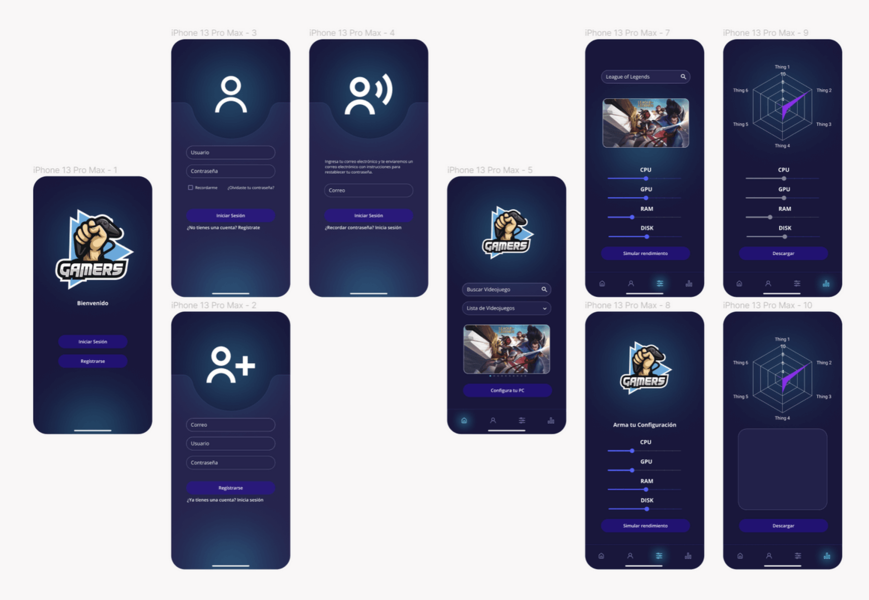 iPhone 13 Pro Max - 1
GAMERS
Bienvenido
Iniciar Sesión
Registrarse
iPhone 13 Pro Max - 3
Usuario
Contraseña
Recordarme
¿Olvidaste tu contraseña?
Iniciar Sesión
¿No tienes una cuenta? Regístrate
iPhone 13 Pro Max - 2
Correo
Usuario
Contraseña
Registrarse
¿Ya tienes una cuenta? Inicia sesión
iPhone 13 Pro Max - 4
Ingresa tu correo electrónico y te enviaremos un
correo electrónico con instrucciones para
restablecer tu contraseña.
Correo
Iniciar Sesión
¿Recordar contraseña? Inicia sesión
iPhone 13 Pro Max - 5
GAMERS
Buscar Videojuego
Lista de Videojuegos
Configura tu PC
iPhone 13 Pro Max - 7
League of Legends
CPU
GPU
RAM
DISK
Simular rendimiento
iPhone 13 Pro Max - 8
GAMERS
Arma tu Configuración
CPU
GPU
RAM
DISK
Simular rendimiento
iPhone 13 Pro Max - 9
Thing 1
Thing 6
Thing 2
Thing 5
Thing 3
Thing 4
CPU
GPU
RAM
DISK
Descargar
iPhone 13 Pro Max - 10
Thing 1
Thing 6
Thing 2
Thing 5
Thing 3
Thing 4
Descargar